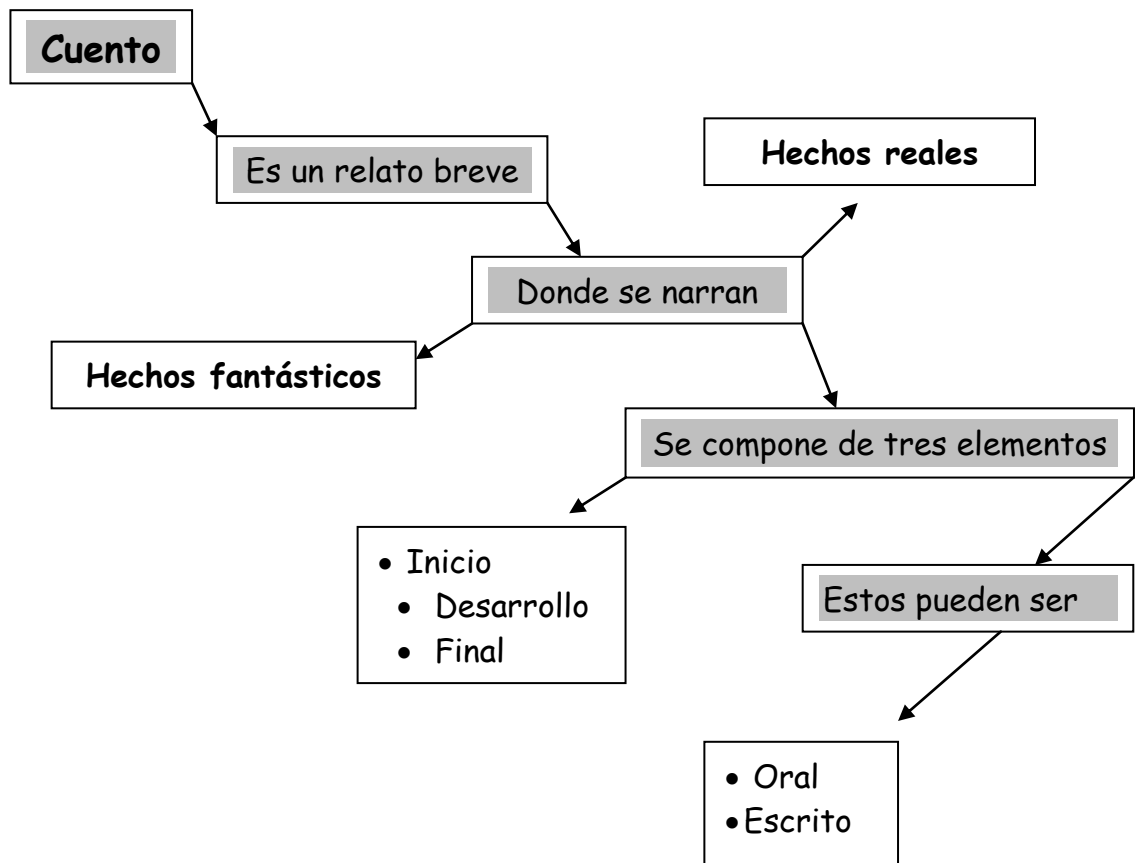 Cuento
Es un relato breve
Hechos reales
Donde se narran
Hechos fantásticos
Se compone de tres elementos
• Inicio
• Desarrollo
• Final
Estos pueden ser
• Oral
• Escrito